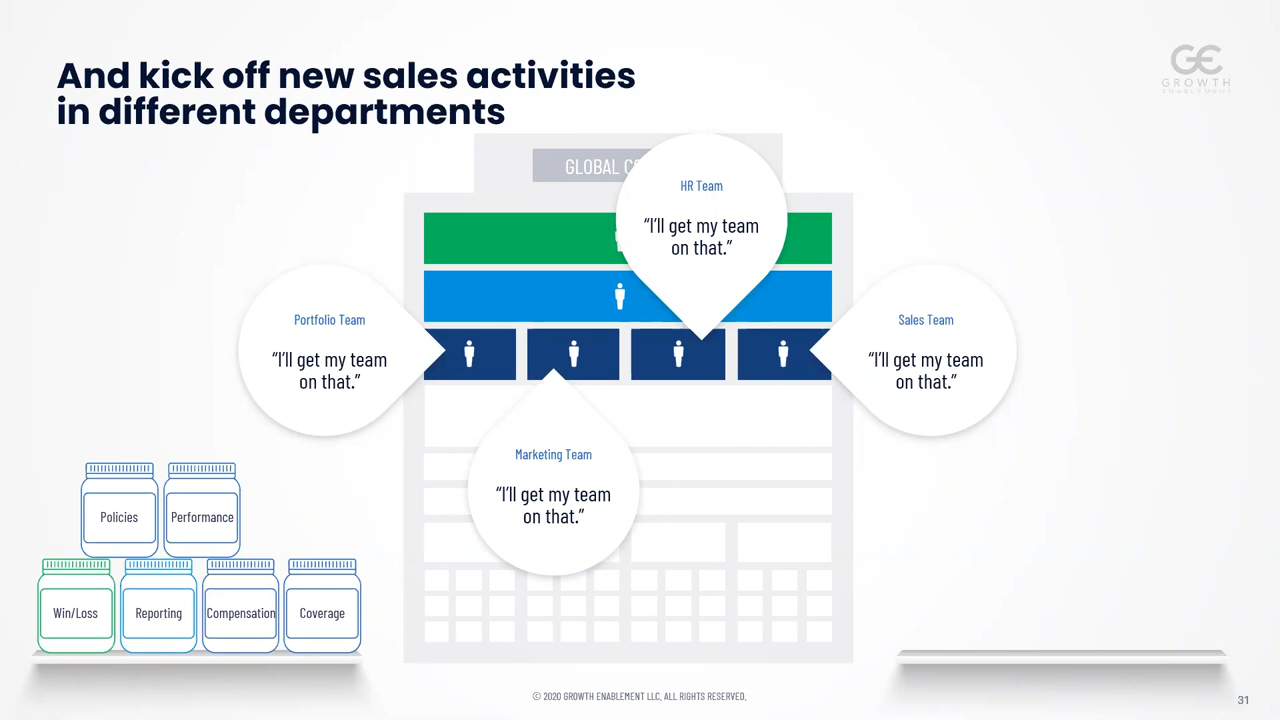 And kick off new sales activities
in different departments
GE
GROWTH
ENABLEMENT
GLOBAL
HR Team
“I’ll get my team
on that.”
Portfolio Team
“I’ll get my team
on that.”
Sales Team
“I’ll get my team
on that.”
Marketing Team
“I’ll get my team
on that.”
Policies
Performance
Win/Loss
Reporting
Compensation
Coverage
© 2020 GROWTH ENABLEMENT LLC. ALL RIGHTS RESERVED.
31